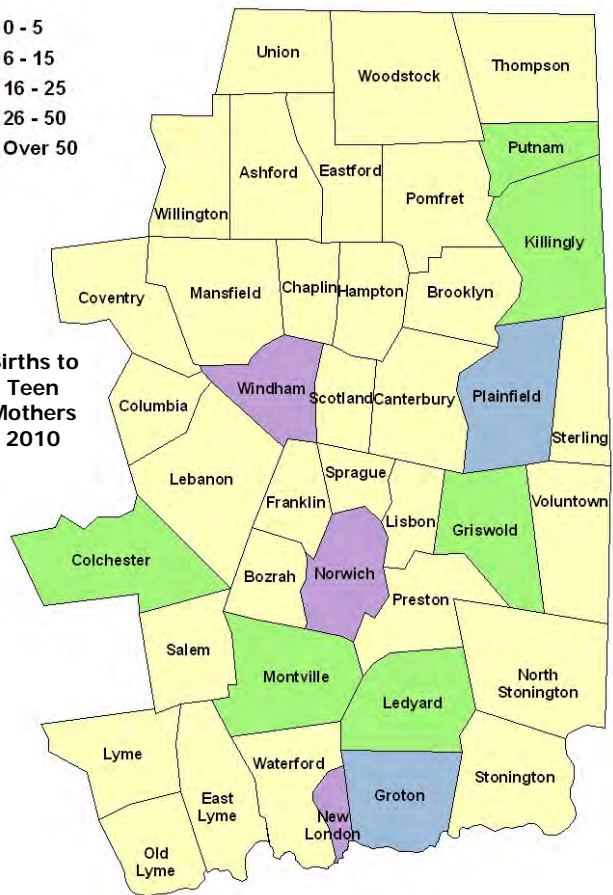 0 - 5
6 - 15
16 - 25
26 - 50
Over 50
Union
Woodstock
Thompson
Putnam
Ashford
Eastford
Pomfret
Willington
Killingly
Coventry
Mansfield
Chaplin
Hampton
Brooklyn
Births to
Teen
Mothers
2010
Windham
Scotland
Canterbury
Plainfield
Columbia
Sterling
Lebanon
Sprague
Franklin
Lisbon
Voluntown
Griswold
Colchester
Bozrah
Norwich
Preston
Salem
Montville
Ledyard
North
Stonington
Lyme
Waterford
Stonington
East
Lyme
Groton
New
London
Old
Lyme